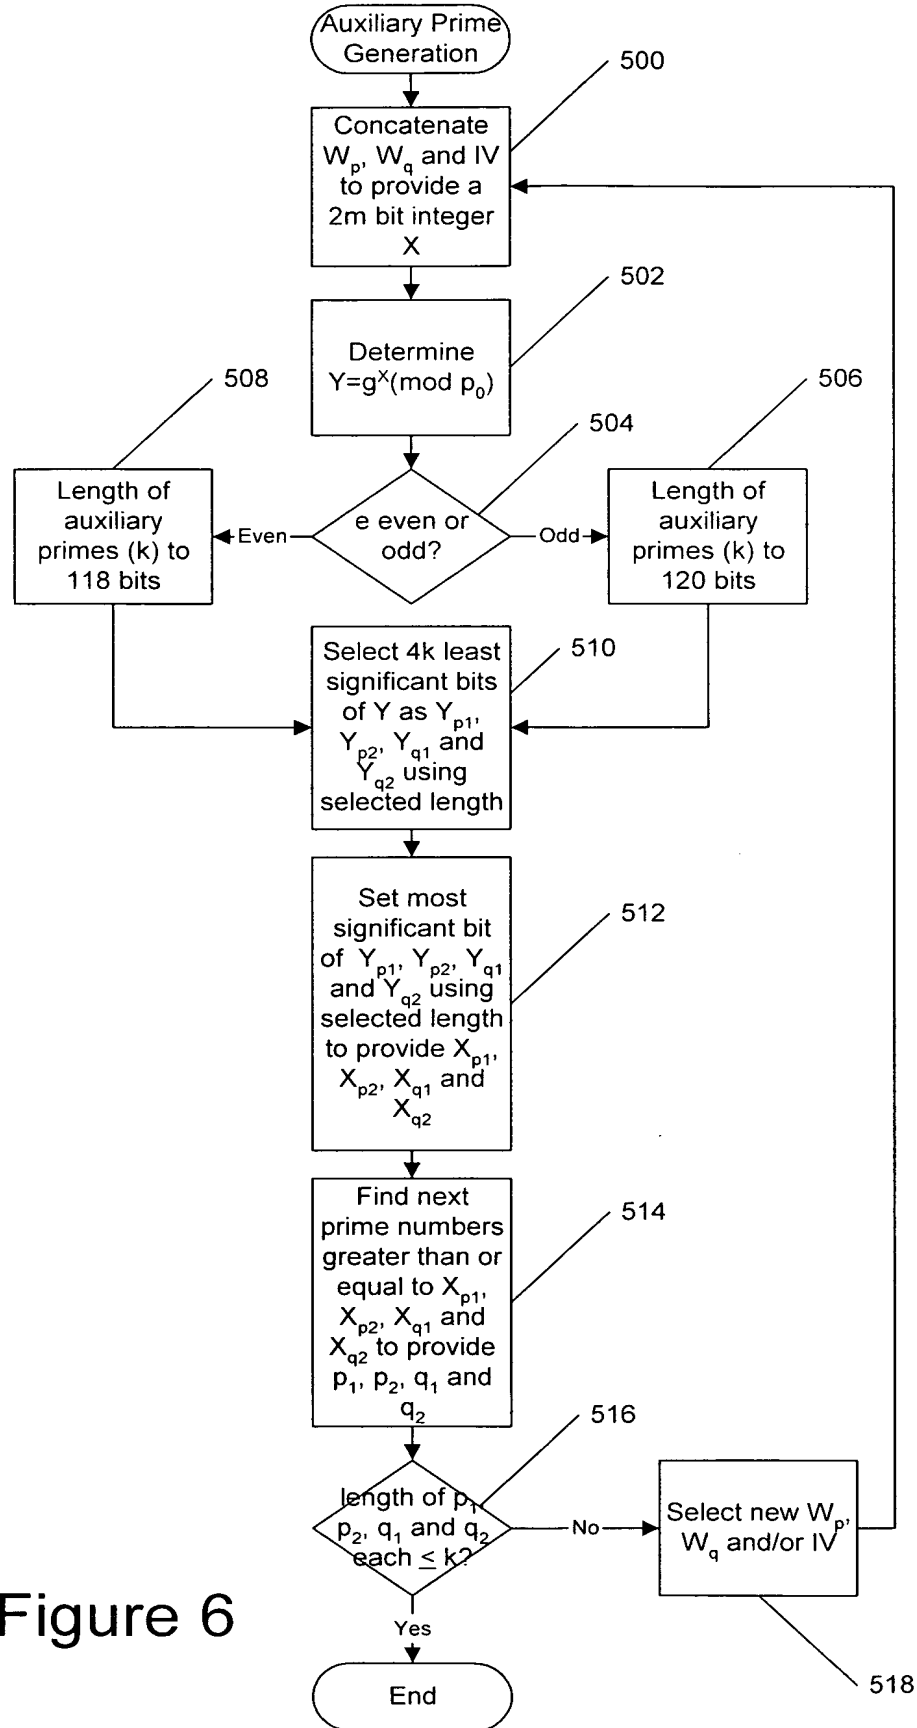 Auxiliary Prime
Generation
500
Concatenate
Wp, Wq and IV
to provide a
2m bit integer
X
502
Determine
Y=g^X(mod p0)
504
508
506
Length of
auxiliary
primes (k) to
118 bits
Even
e even or
odd?
Odd
Length of
auxiliary
primes (k) to
120 bits
510
Select 4k least
significant bits
of Y as Yp1,
Yp2, Yq1 and
Yq2 using
selected length
512
Set most
significant bit
of Yp1, Yp2, Yq1
and Yq2 using
selected length
to provide Xp1,
Xp2, Xq1 and
Xq2
514
Find next
prime numbers
greater than or
equal to Xp1,
Xp2, Xq1 and
Xq2 to provide
p1, p2, q1 and
q2
516
length of p1
p2, q1 and q2
each ≤ k?
No
Select new Wp,
Wq and/or IV
518
Yes
End
Figure 6